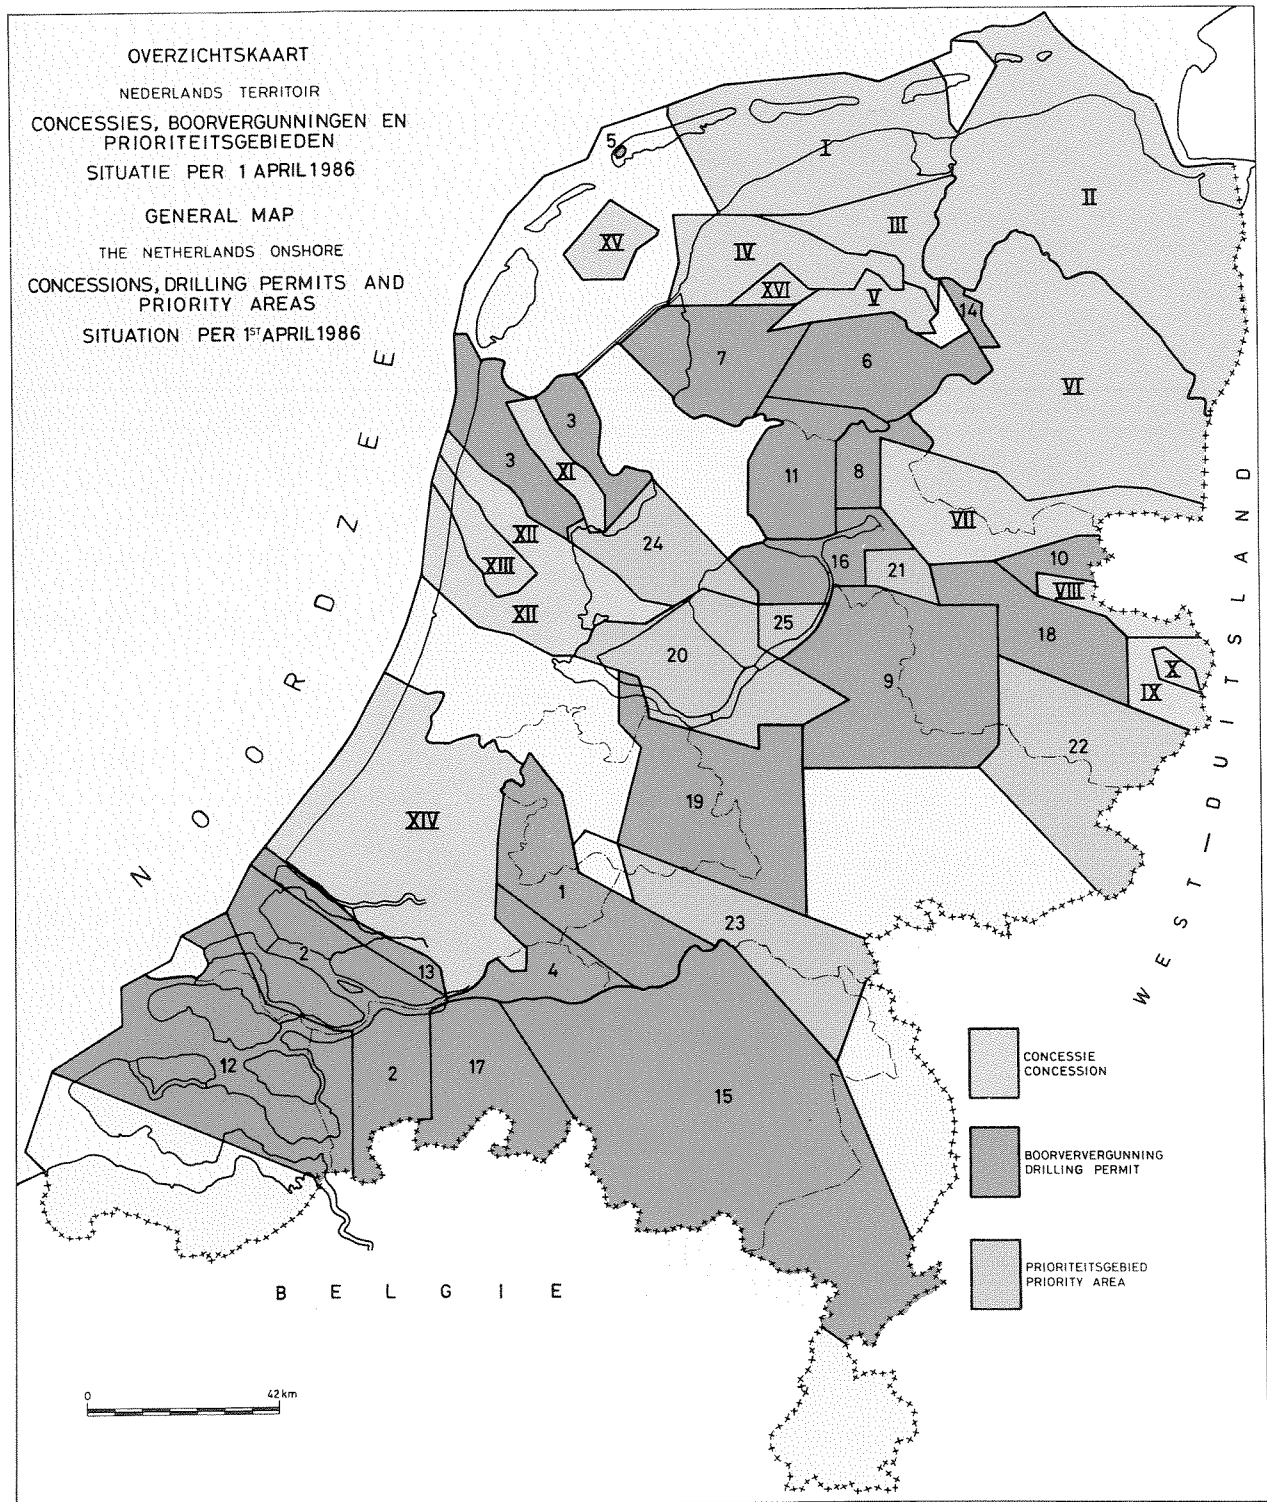 OVERZICHTSKAART
NEDERLANDS TERRITOIR
CONCESSIES, BOORVERGUNNINGEN EN
PRIORITEITSGEBIEDEN
SITUATIE PER 1 APRIL 1986
GENERAL MAP
THE NETHERLANDS ONSHORE
CONCESSIONS, DRILLING PERMITS AND
PRIORITY AREAS
SITUATION PER 1ST APRIL 1986
NOORDZEE
5
I
II
XV
IV
III
XVI
V
14
7
6
VI
3
3
XI
11
8
XII
VII
24
XIII
16
21
10
VIII
XII
25
18
20
9
IX
X
22
19
XIV
1
23
2
13
4
12
2
17
15
WEST-DUITSLAND
CONCESSIE
CONCESSION
BOORVERVERGUNNING
DRILLING PERMIT
PRIORITEITSGEBIED
PRIORITY AREA
BELGIE
0 42 km